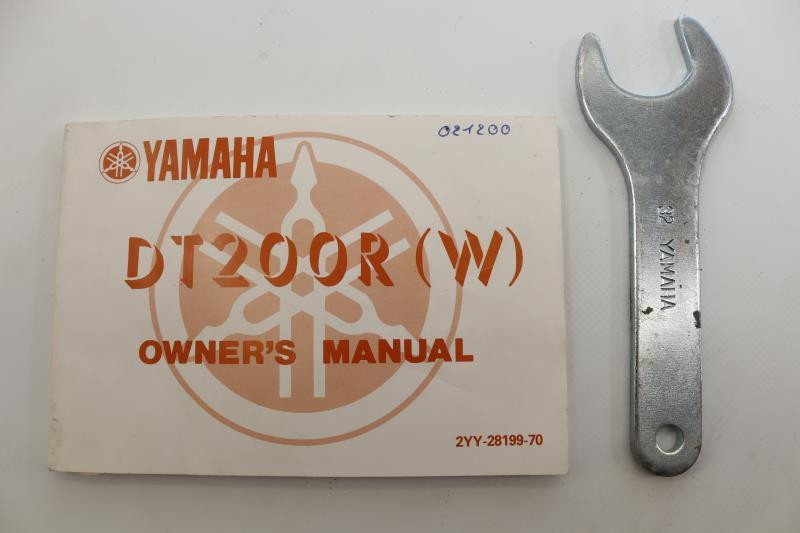 021200
YAMAHA
DT200R (W)
OWNER'S MANUAL
2YY-28199-70
32 YAMAHA